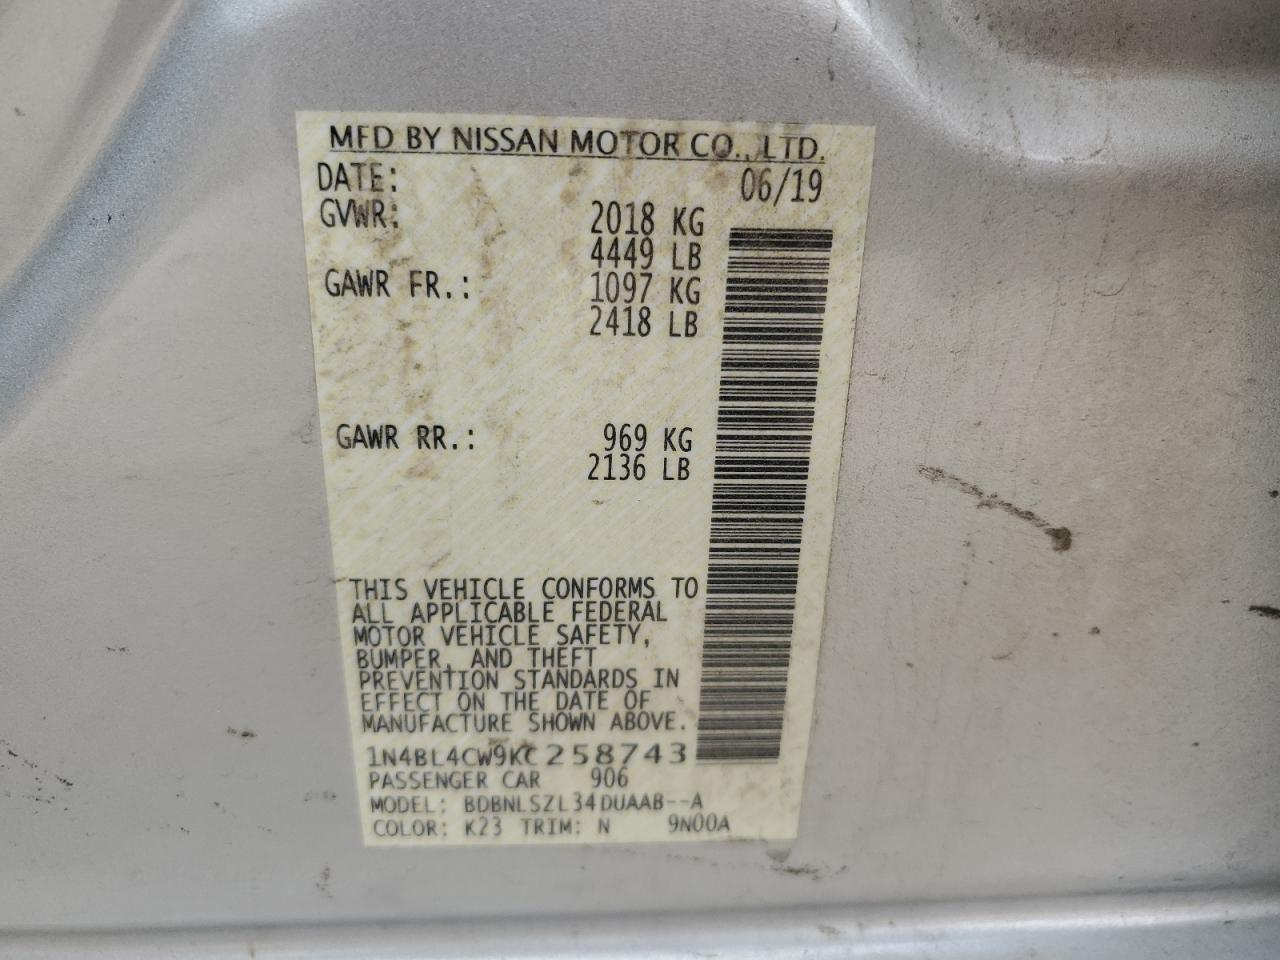 MFD BY NISSAN MOTOR CO., LTD.
DATE: 06/19
GVWR: 2018 KG
4449 LB
GAWR FR.: 1097 KG
2418 LB
GAWR RR.: 969 KG
2136 LB
THIS VEHICLE CONFORMS TO
ALL APPLICABLE FEDERAL
MOTOR VEHICLE SAFETY,
BUMPER, AND THEFT
PREVENTION STANDARDS IN
EFFECT ON THE DATE OF
MANUFACTURE SHOWN ABOVE.
1N4BL4CW9KC258743
PASSENGER CAR 906
MODEL: BDBNLSZL34DUAAB--A
COLOR: K23 TRIM: N 9N00A